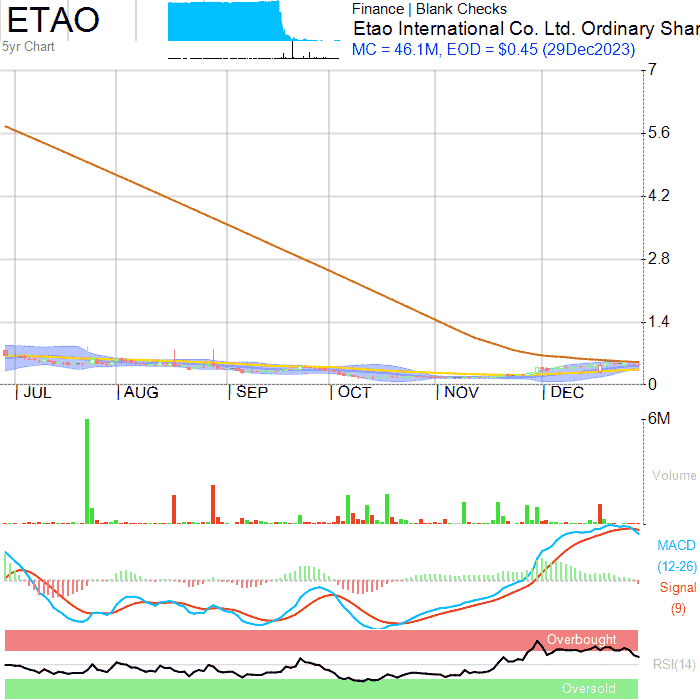 ETAO
5yr Chart
Finance | Blank Checks
Etao International Co. Ltd. Ordinary Shar
MC = 46.1M, EOD = $0.45 (29Dec2023)
7
5.6
4.2
2.8
1.4
0
JUL AUG SEP OCT NOV DEC
6M
Volume
MACD
(12-26)
Signal
(9)
Overbought
RSI(14)
Oversold